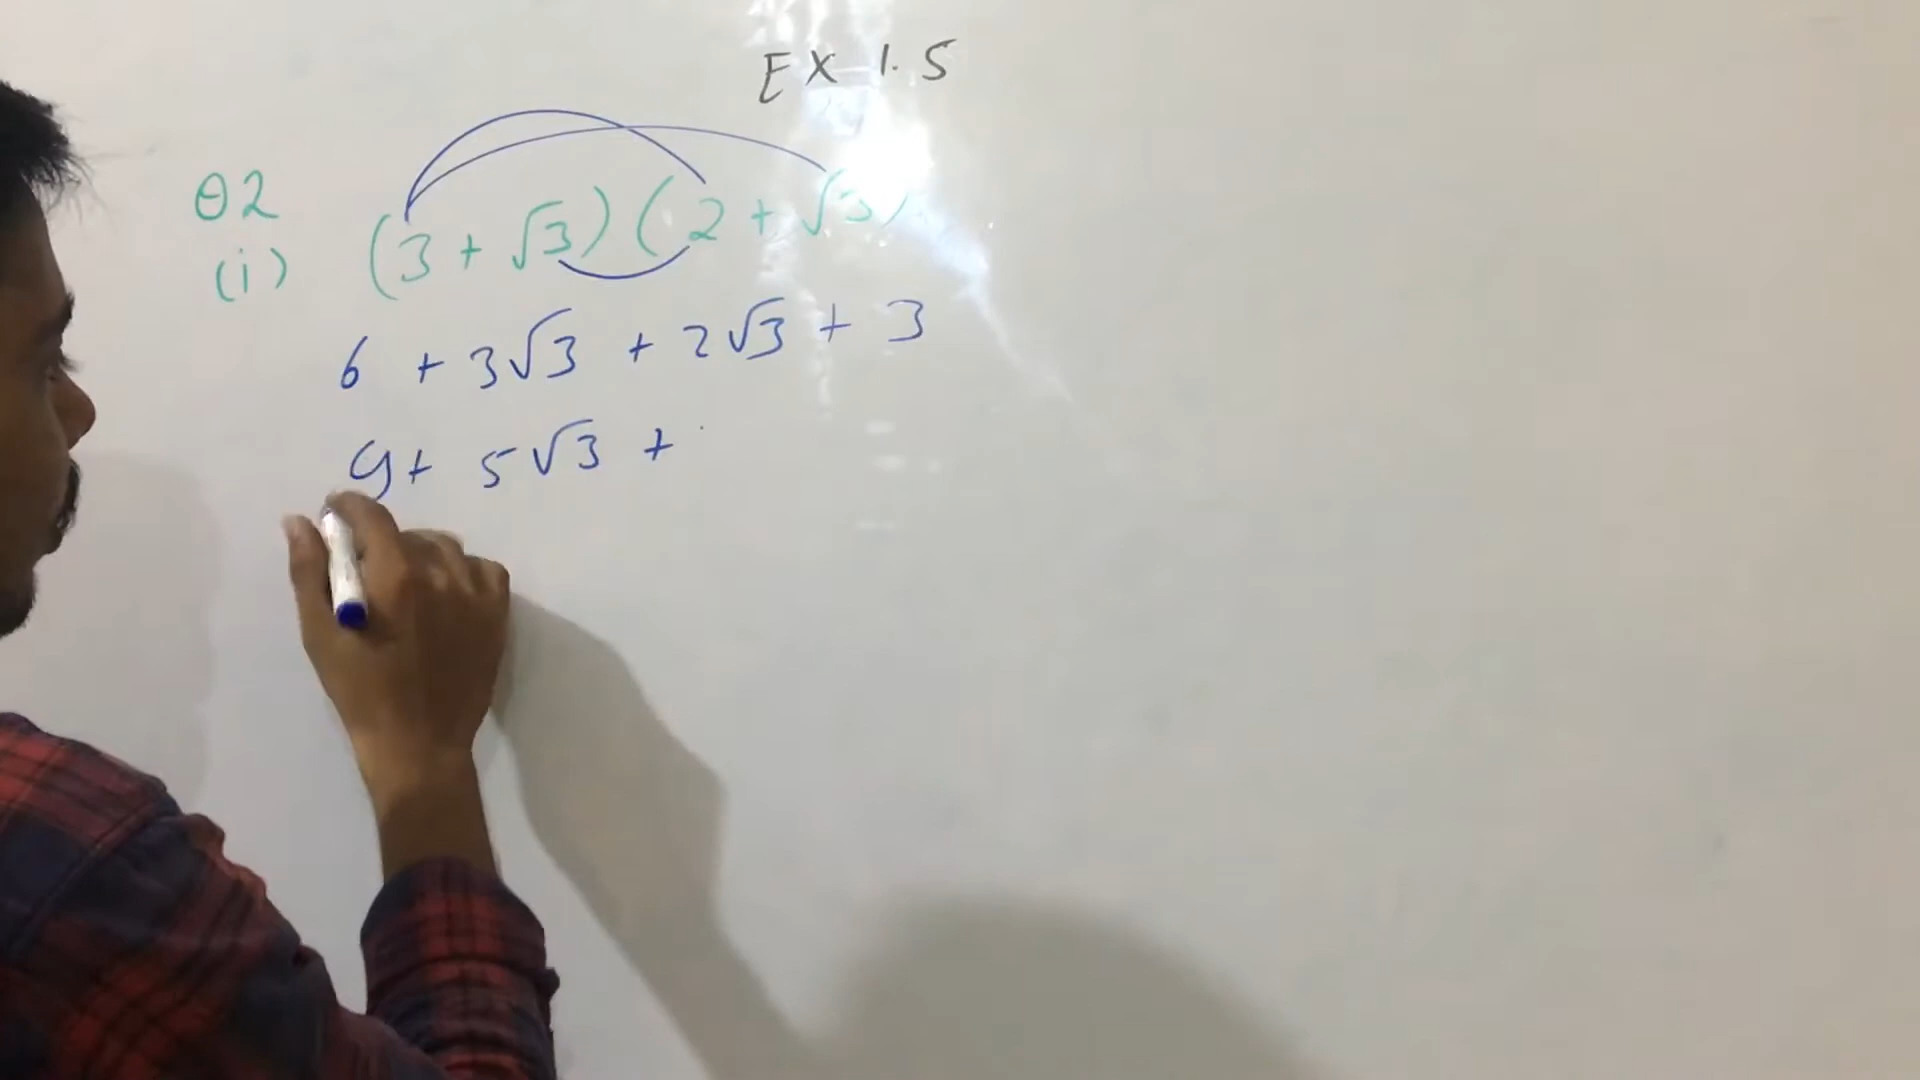 EX 1.5
Q2
(i) (3 + √3) (2 + √3)
6 + 3√3 + 2√3 + 3
9 + 5√3 +